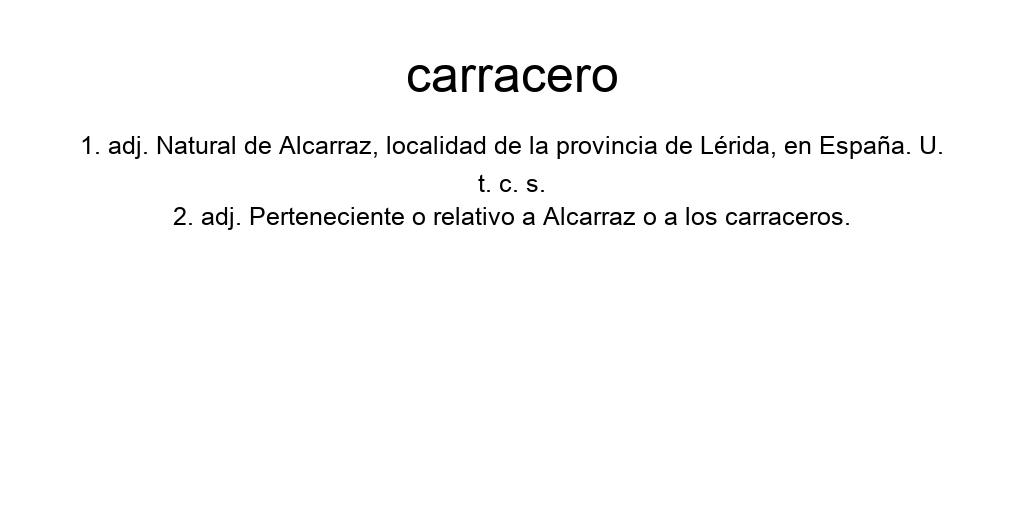 carracero
1. adj. Natural de Alcarraz, localidad de la provincia de Lérida, en España. U.
t. c. s.
2. adj. Perteneciente o relativo a Alcarraz o a los carraceros.